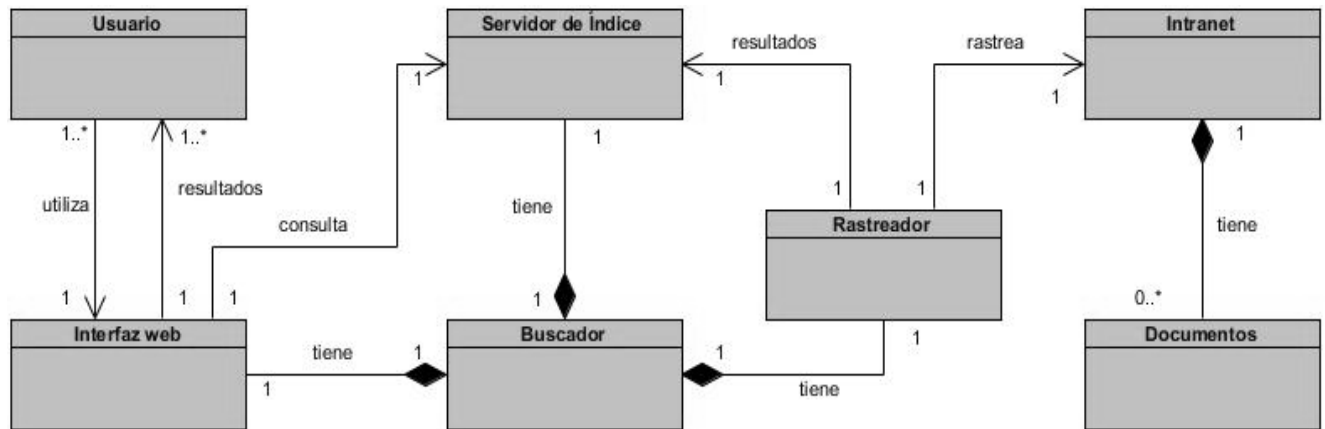 Usuario
Servidor de Índice
Intranet
resultados
rastrea
1
1
1
1..*
1..*
1
1
resultados
utiliza
consulta
tiene
1
1
Rastreador
tiene
1
1
1
1
0..*
Interfaz web
Buscador
Documentos
tiene
1
1
1
1
tiene